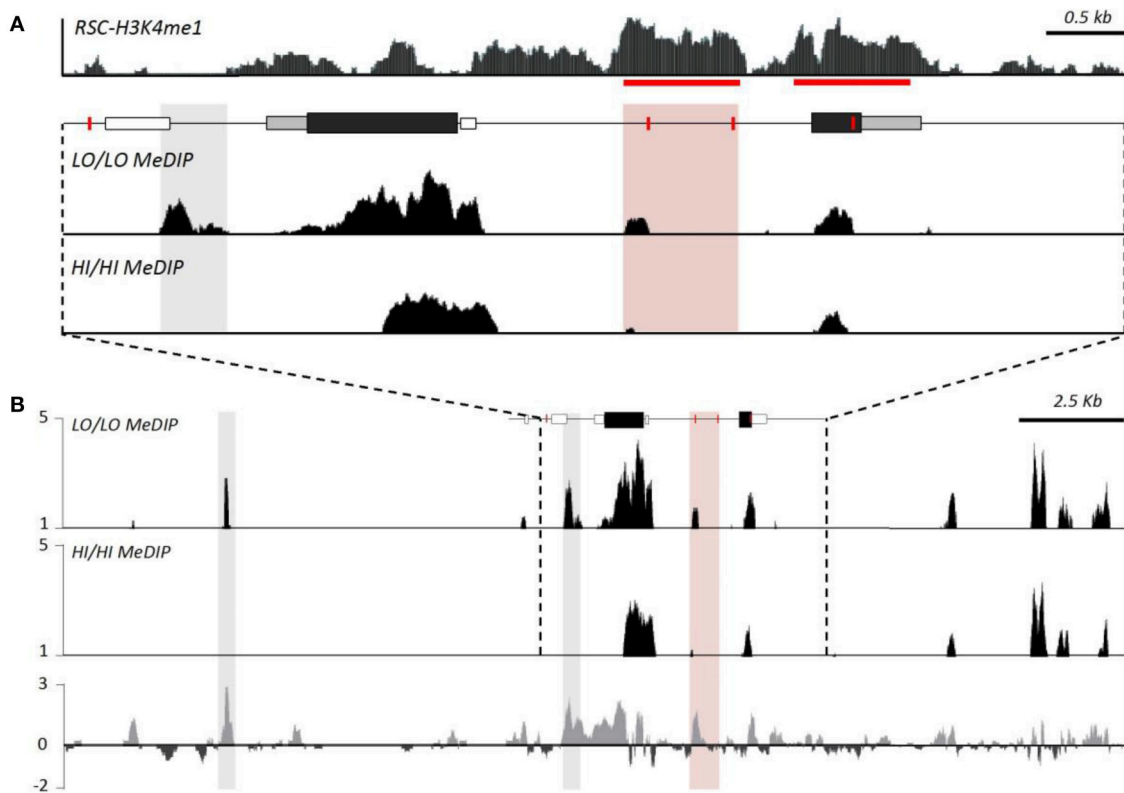 A
RSC-H3K4me1
0.5 kb
LO/LO MeDIP
HI/HI MeDIP
B
5
LO/LO MeDIP
2.5 Kb
1
5
HI/HI MeDIP
1
3
0
-2